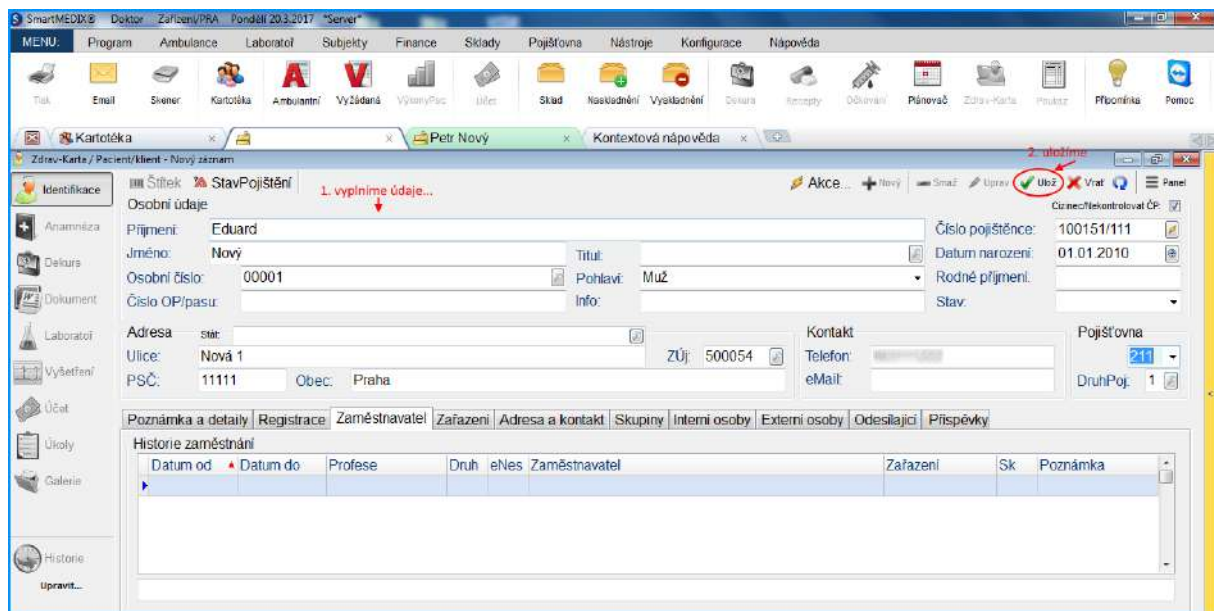 SmartMEDIX® Doktor Zařízení/PRA Pondělí 20.3.2017 *Server*
MENU: Program Ambulance Laboratoř Subjekty Finance Sklady Pojišťovna Nástroje Konfigurace Nápověda
Tisk Email Skener Kartotéka Ambulantní Vyžádaná VýkonyPac Účet Sklad Naskladnění Vyskladnění Dekurs Recepty Očkování Plánovač Zdrav-Karta Poukaz Připomínka Pomoc
Kartotéka Petr Nový Kontextová nápověda
Zdrav-Karta / Pacient/klient - Nový záznam
2. uložíme
Identifikace Štítek StavPojištění 1. vyplníme údaje... Akce... Nový Smaž Uprav Ulož Vrať Panel
Osobní údaje Cizinec/Nekontrolovat ČP:
Příjmení: Eduard Číslo pojištěnce: 100151/111
Anamnéza
Jméno: Nový Titul: Datum narození: 01.01.2010
Dekurs
Osobní číslo: 00001 Pohlaví: Muž Rodné příjmení:
Dokument
Číslo OP/pasu: Info: Stav:
Laboratoř
Adresa Stát: Kontakt Pojišťovna
Ulice: Nová 1 ZÚj: 500054 Telefon: 211
Vyšetření
PSČ: 11111 Obec: Praha eMail: DruhPoj: 1
Účet
Poznámka a detaily Registrace Zaměstnavatel Zařazení Adresa a kontakt Skupiny Interní osoby Externí osoby Odesílající Příspěvky
Úkoly
Historie zaměstnání
Datum od Datum do Profese Druh eNes Zaměstnavatel Zařazení Sk Poznámka
Galerie
Historie
Upravit...